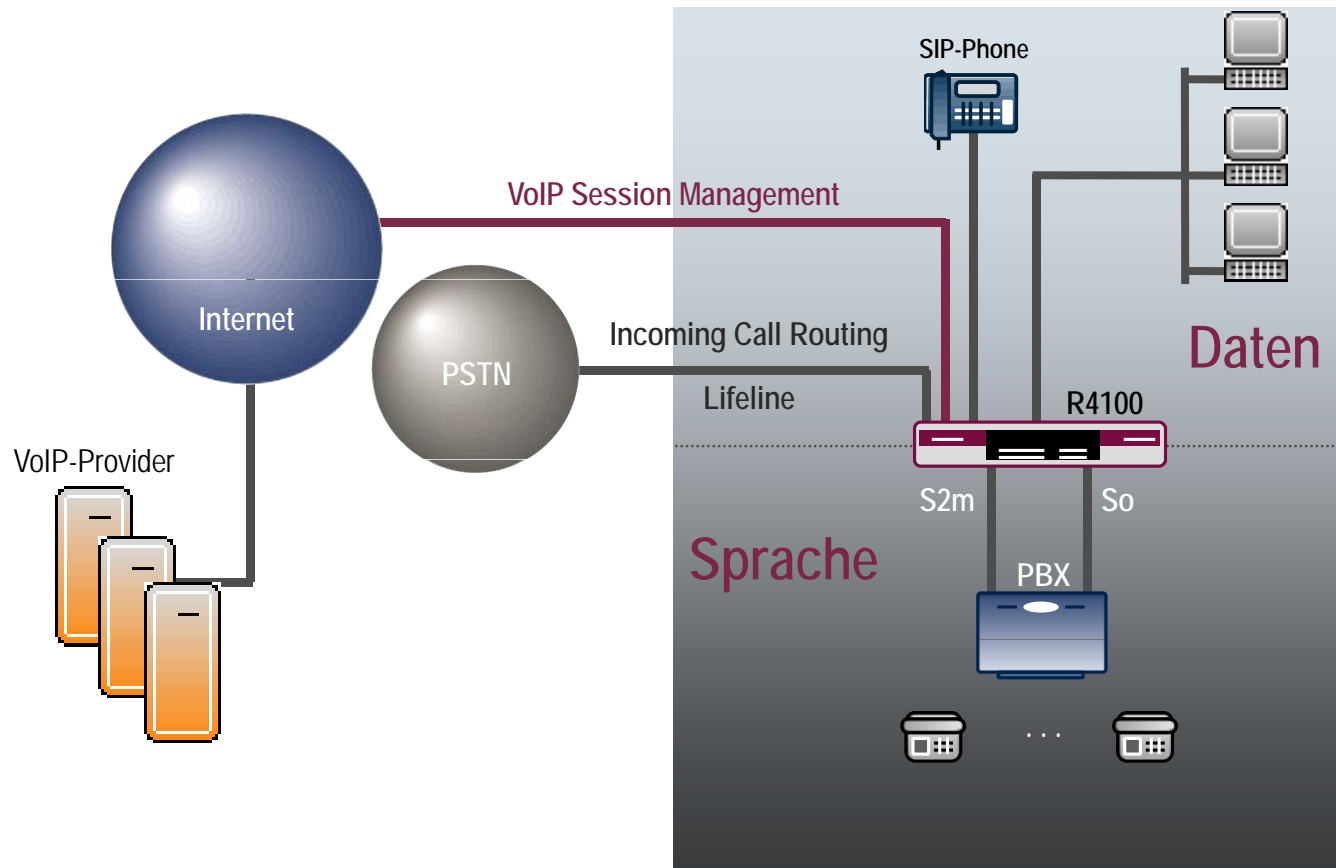 SIP-Phone
VoIP Session Management
Internet
Incoming Call Routing
Daten
PSTN
Lifeline
R4100
VoIP-Provider
S2m
So
Sprache
PBX
. . .